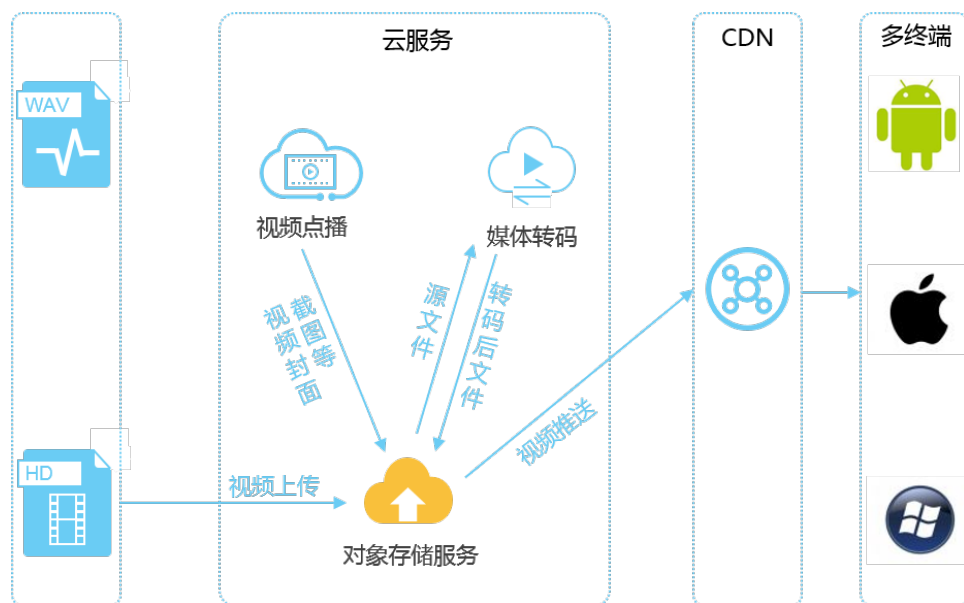 云服务
CDN
多终端
WAV
视频点播
媒体转码
视频封面
截图等
源文件
转码后文件
视频推送
HD
视频上传
对象存储服务